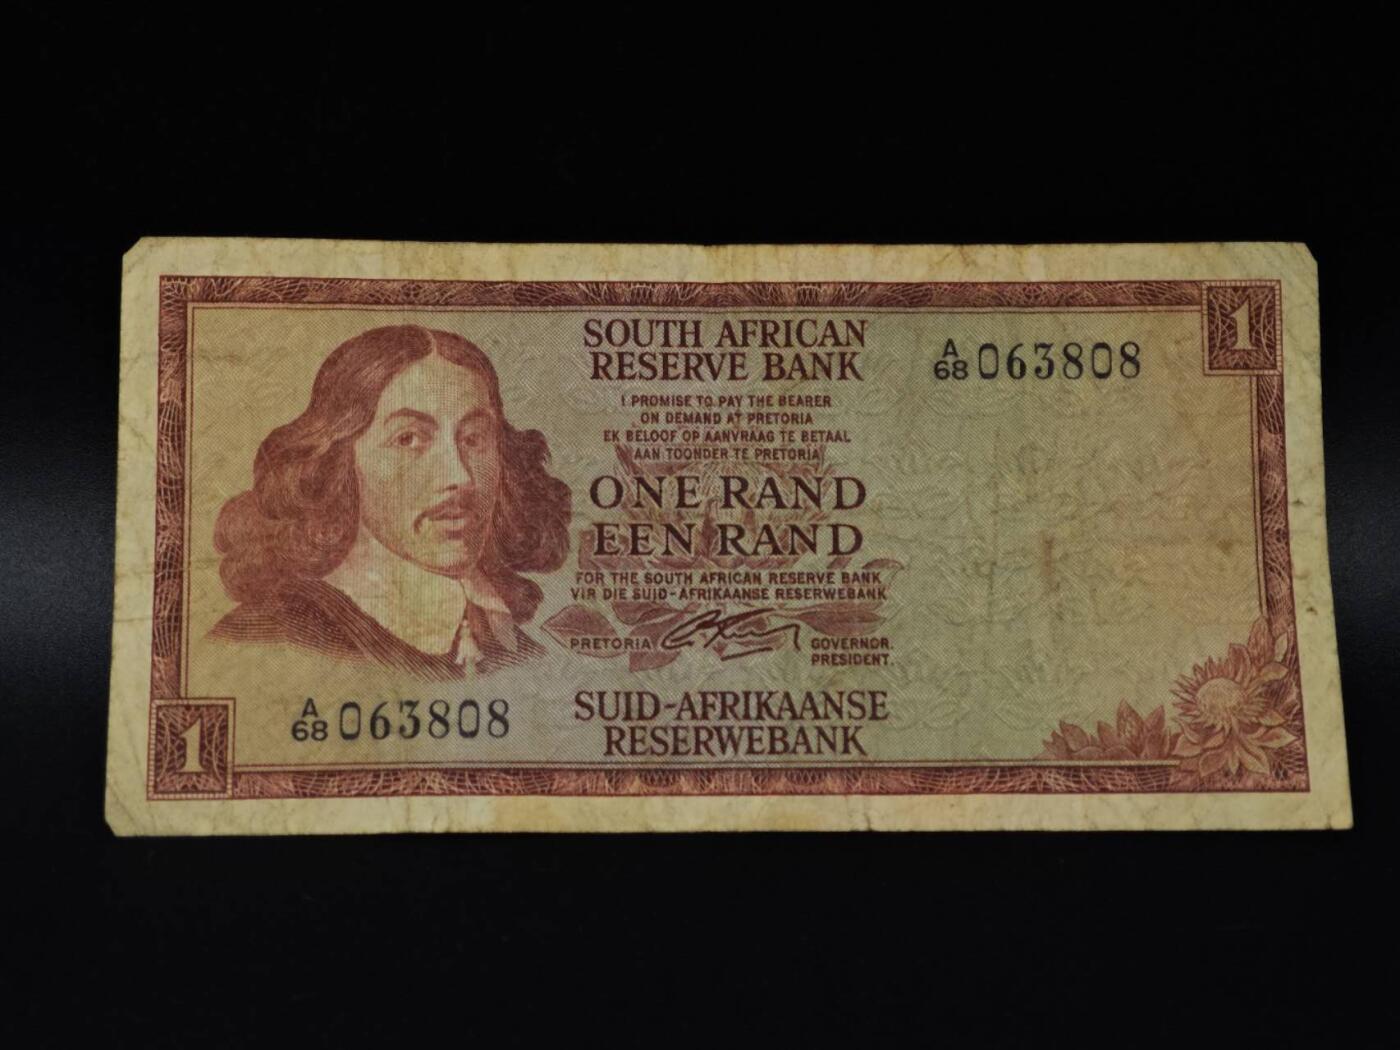 1
SOUTH AFRICAN
RESERVE BANK
A/68 063808
I PROMISE TO PAY THE BEARER
ON DEMAND AT PRETORIA
EK BELOOF OP AANVRAAG TE BETAAL
AAN TOONDER TE PRETORIA
ONE RAND
EEN RAND
FOR THE SOUTH AFRICAN RESERVE BANK
VIR DIE SUID-AFRIKAANSE RESERWEBANK
PRETORIA GOVERNOR.
PRESIDENT.
A/68 063808
SUID-AFRIKAANSE
RESERWEBANK
1